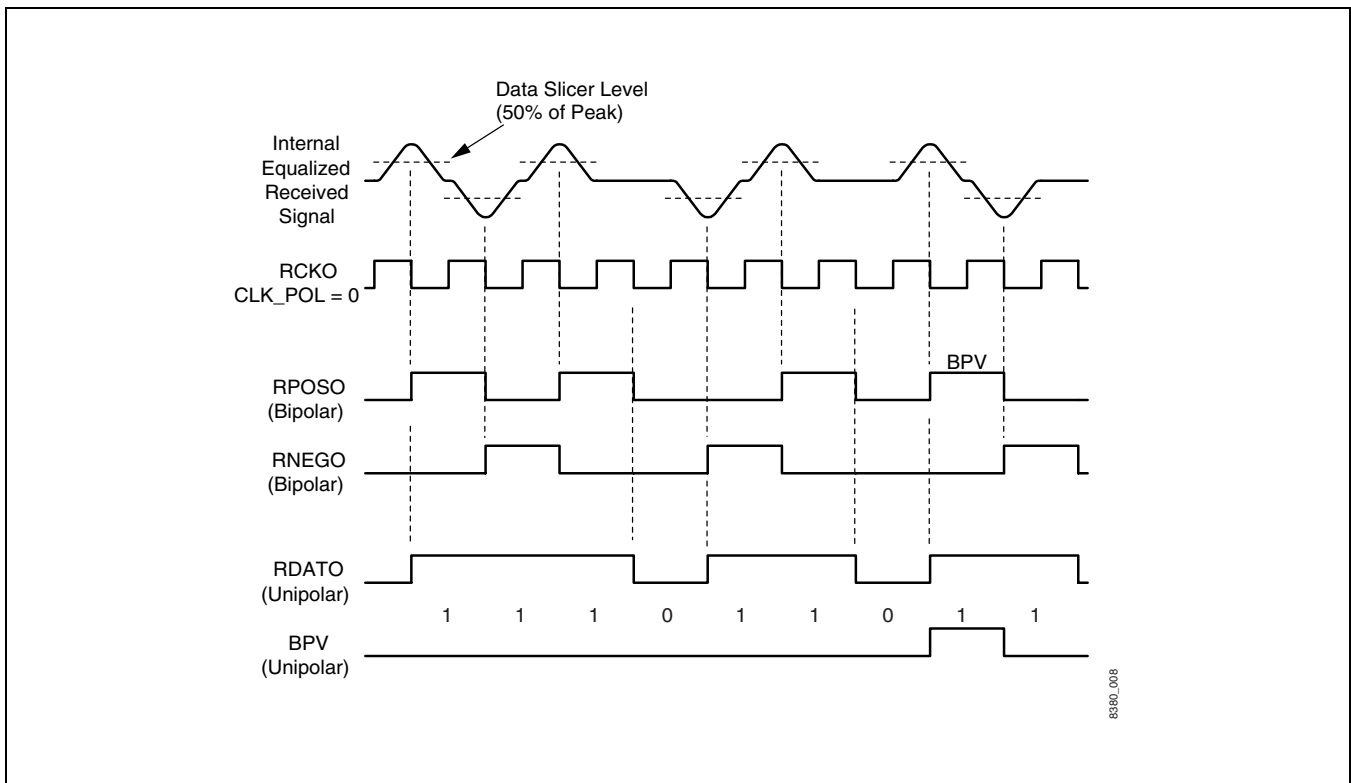 Data Slicer Level
(50% of Peak)
Internal
Equalized
Received
Signal
RCKO
CLK_POL = 0
BPV
RPOSO
(Bipolar)
RNEGO
(Bipolar)
RDATO
(Unipolar)
1 1 1 0 1 1 0 1 1
BPV
(Unipolar)
8380_008